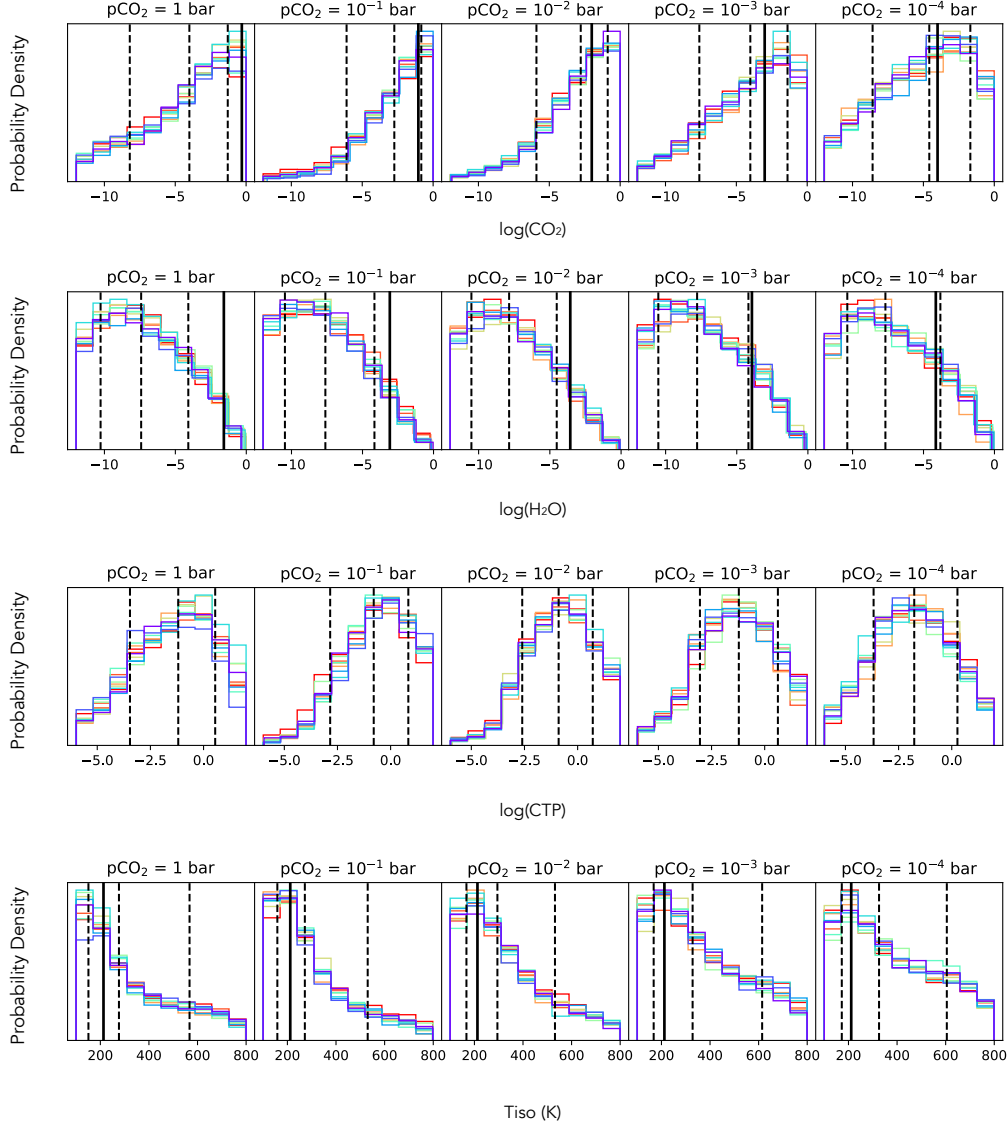 pCO₂ = 1 bar pCO₂ = 10⁻¹ bar pCO₂ = 10⁻² bar pCO₂ = 10⁻³ bar pCO₂ = 10⁻⁴ bar
Probability Density
−10 −5 0 −10 −5 0 −10 −5 0 −10 −5 0 −10 −5 0
log(CO₂)
pCO₂ = 1 bar pCO₂ = 10⁻¹ bar pCO₂ = 10⁻² bar pCO₂ = 10⁻³ bar pCO₂ = 10⁻⁴ bar
Probability Density
−10 −5 0 −10 −5 0 −10 −5 0 −10 −5 0 −10 −5 0
log(H₂O)
pCO₂ = 1 bar pCO₂ = 10⁻¹ bar pCO₂ = 10⁻² bar pCO₂ = 10⁻³ bar pCO₂ = 10⁻⁴ bar
Probability Density
−5.0 −2.5 0.0 −5.0 −2.5 0.0 −5.0 −2.5 0.0 −5.0 −2.5 0.0 −5.0 −2.5 0.0
log(CTP)
pCO₂ = 1 bar pCO₂ = 10⁻¹ bar pCO₂ = 10⁻² bar pCO₂ = 10⁻³ bar pCO₂ = 10⁻⁴ bar
Probability Density
200 400 600 800 200 400 600 800 200 400 600 800 200 400 600 800 200 400 600 800
Tiso (K)